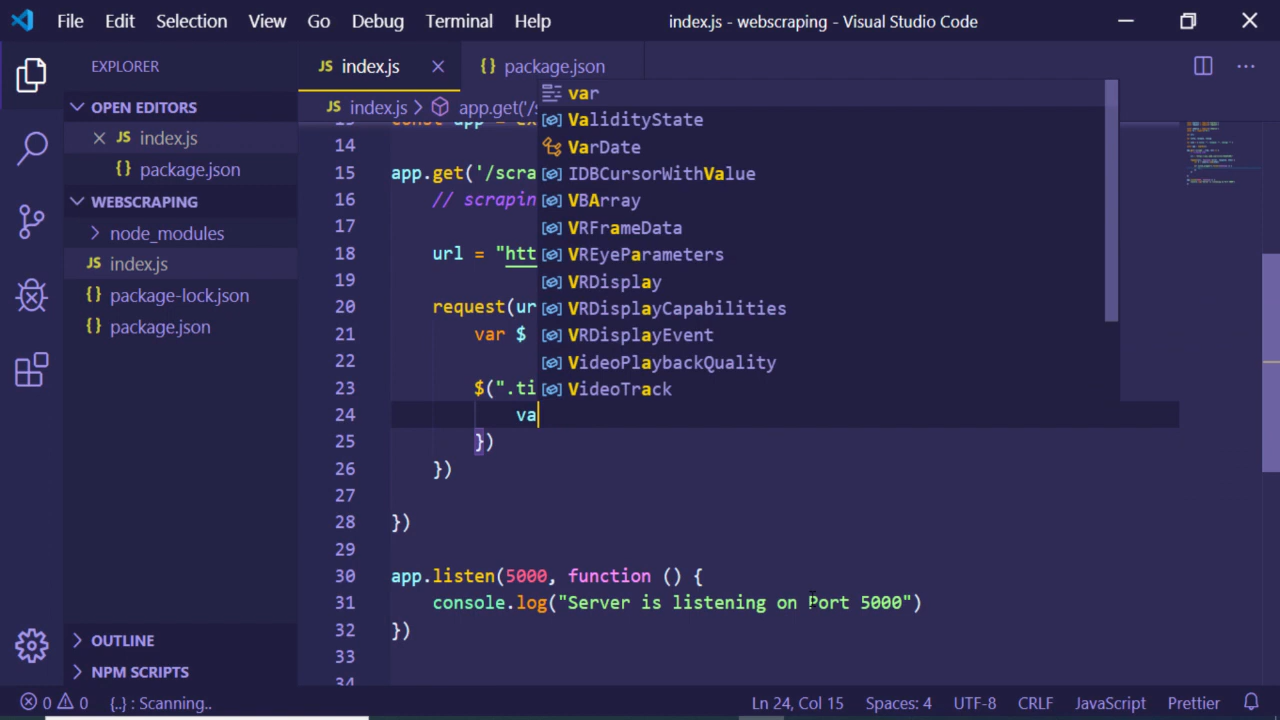 File Edit Selection View Go Debug Terminal Help index.js - webscraping - Visual Studio Code
EXPLORER
OPEN EDITORS
JS index.js
{} package.json
WEBSCRAPING
node_modules
JS index.js
{} package-lock.json
{} package.json
OUTLINE
NPM SCRIPTS
JS index.js
{} package.json
JS index.js > app.get('/s
14
15 app.get('/scra
16 // scrapin
17
18 url = "htt
19
20 request(ur
21 var $
22
23 $(".ti
24 va
25 })
26 })
27
28 })
29
30 app.listen(5000, function () {
31 console.log("Server is listening on Port 5000")
32 })
33
34
var
ValidityState
VarDate
IDBCursorWithValue
VBArray
VRFrameData
VREyeParameters
VRDisplay
VRDisplayCapabilities
VRDisplayEvent
VideoPlaybackQuality
VideoTrack
0 0 {..} : Scanning.. Ln 24, Col 15 Spaces: 4 UTF-8 CRLF JavaScript Prettier